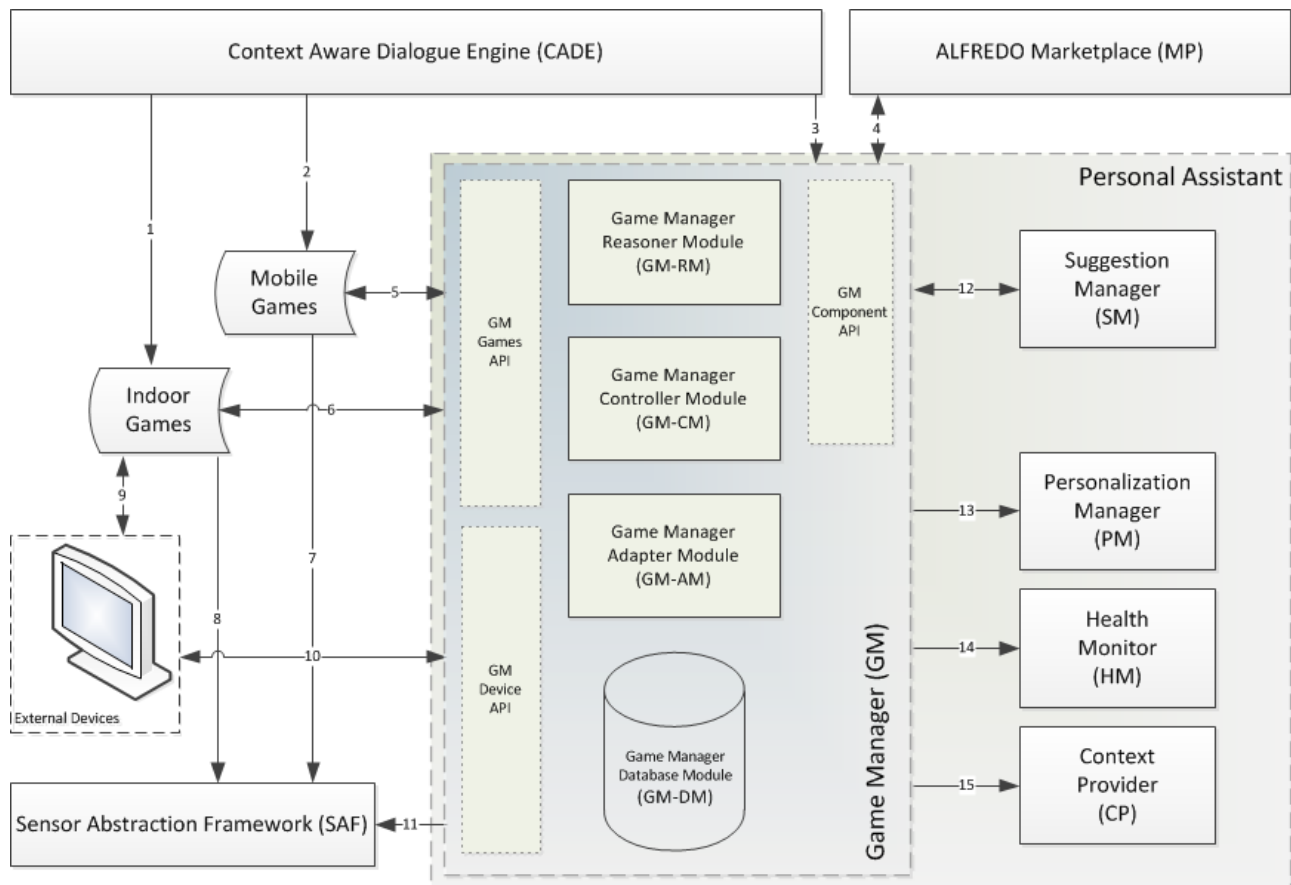 Context Aware Dialogue Engine (CADE)
ALFREDO Marketplace (MP)
3
4
Personal Assistant
2
1
Mobile
Games
5
Indoor
Games
6
9
7
8
10
External Devices
Sensor Abstraction Framework (SAF)
11
GM
Games
API
GM
Device
API
Game Manager
Reasoner Module
(GM-RM)
Game Manager
Controller Module
(GM-CM)
Game Manager
Adapter Module
(GM-AM)
Game Manager
Database Module
(GM-DM)
GM
Component
API
Game Manager (GM)
12
Suggestion
Manager
(SM)
13
Personalization
Manager
(PM)
14
Health
Monitor
(HM)
15
Context
Provider
(CP)